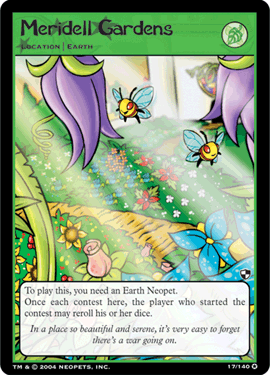 Meridell Gardens
Location | Earth
To play this, you need an Earth Neopet.
Once each contest here, the player who started the
contest may reroll his or her dice.
In a place so beautiful and serene, it's very easy to forget
there's a war going on.
TM & © 2004 NEOPETS, INC.
17/140